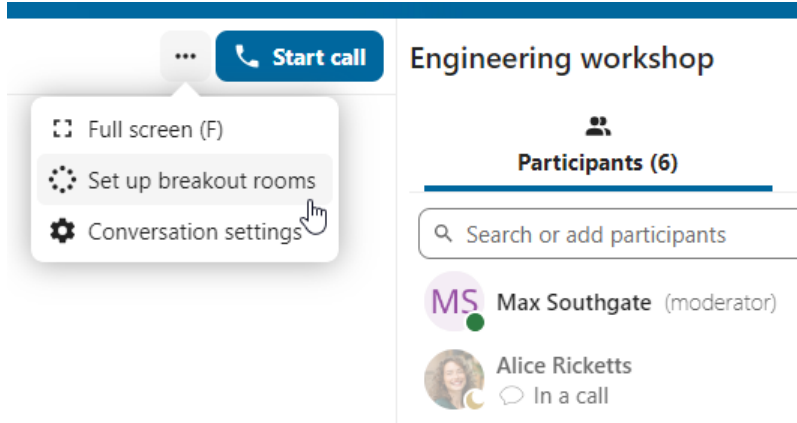 Start call
Full screen (F)
Set up breakout rooms
Conversation settings
Engineering workshop
Participants (6)
Search or add participants
MS Max Southgate (moderator)
Alice Ricketts
In a call